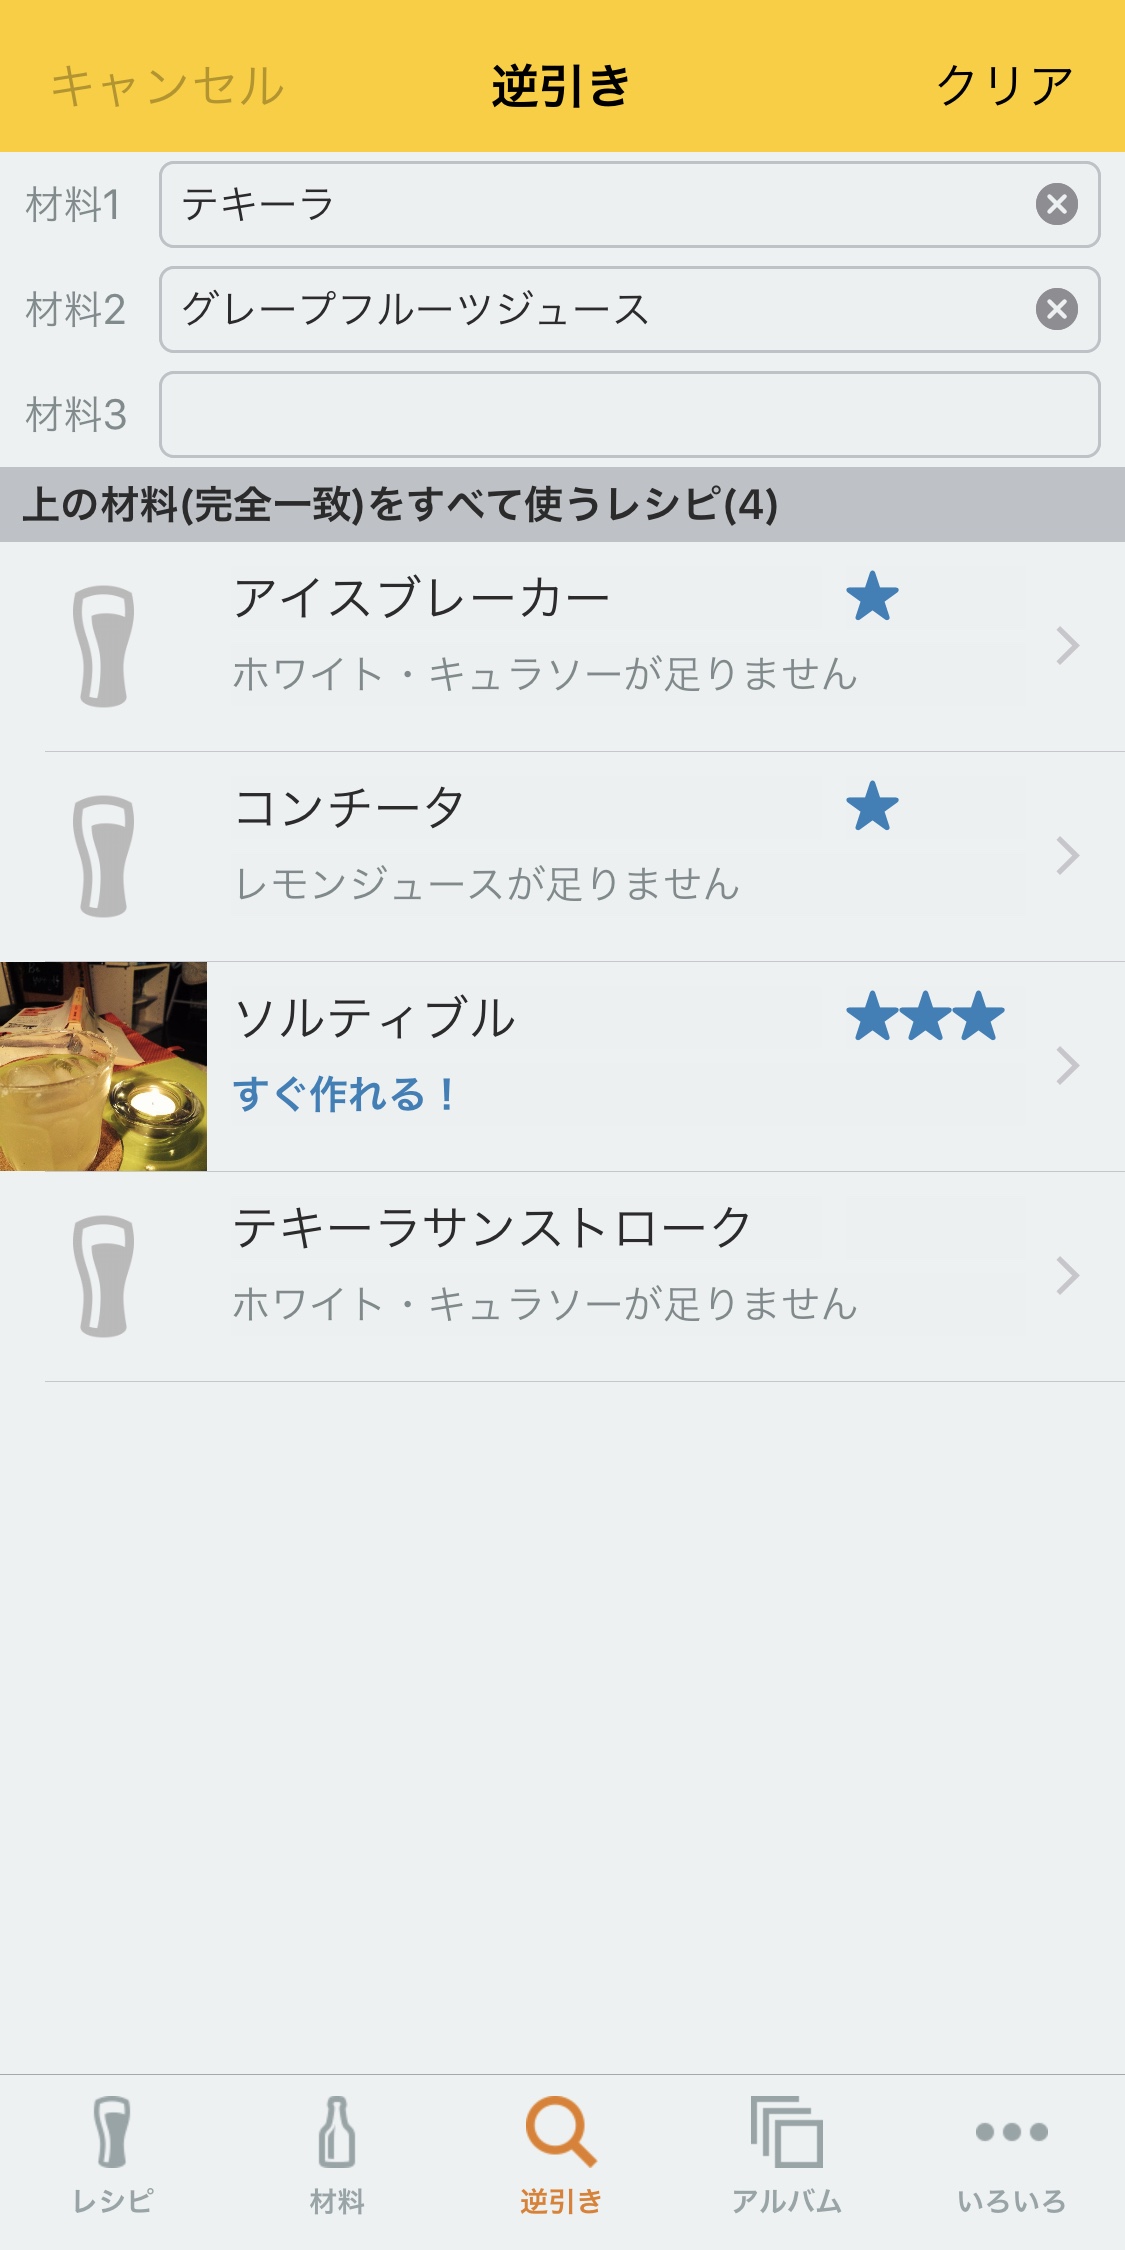 キャンセル
逆引き
クリア
材料1
テキーラ
材料2
グレープフルーツジュース
材料3
上の材料(完全一致)をすべて使うレシピ(4)
アイスブレーカー
ホワイト・キュラソーが足りません
コンチータ
レモンジュースが足りません
ソルティブル
すぐ作れる！
テキーラサンストローク
ホワイト・キュラソーが足りません
レシピ
材料
逆引き
アルバム
いろいろ